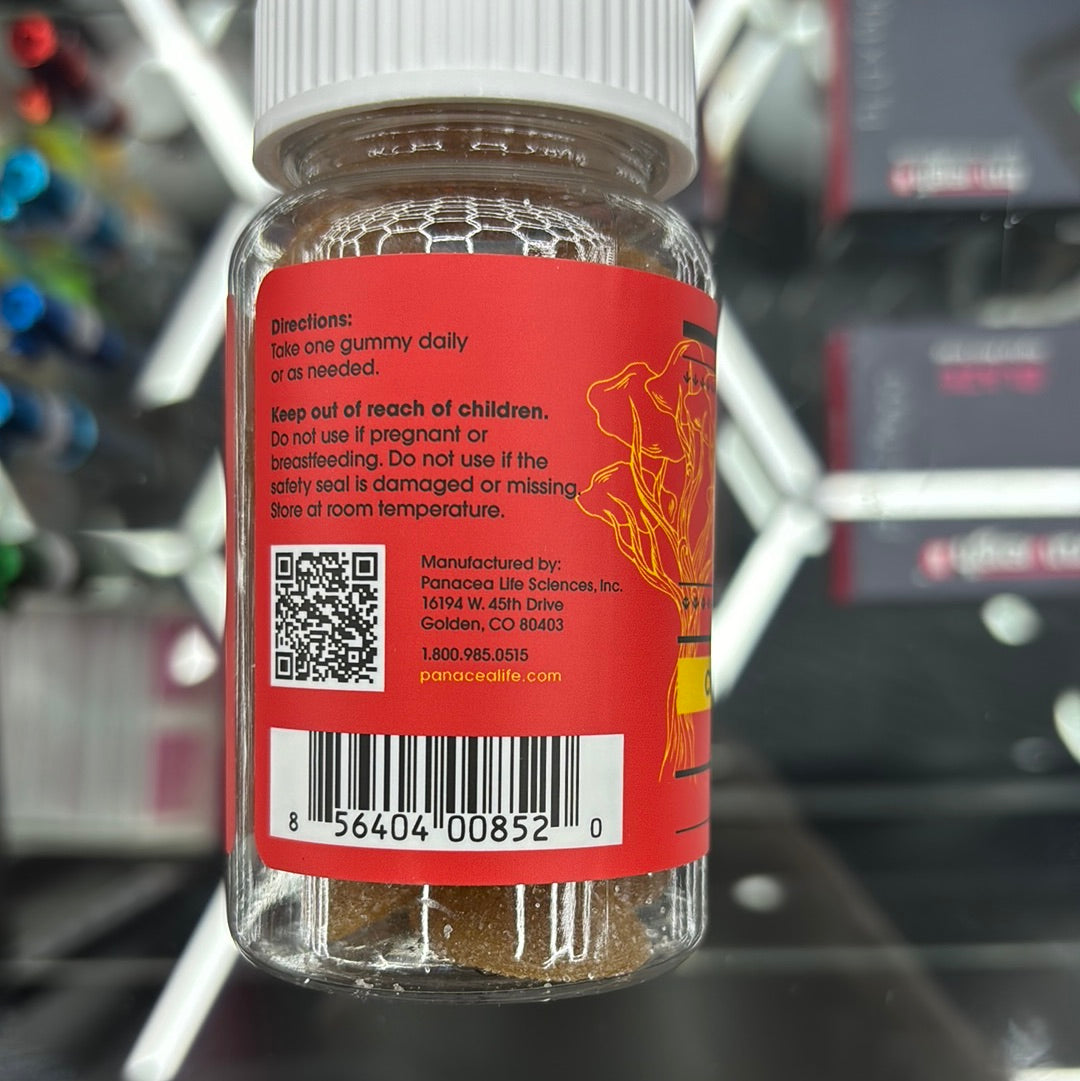 Directions:
Take one gummy daily
or as needed.
Keep out of reach of children.
Do not use if pregnant or
breastfeeding. Do not use if the
safety seal is damaged or missing.
Store at room temperature.
Manufactured by:
Panacea Life Sciences, Inc.
16194 W. 45th Drive
Golden, CO 80403
1.800.985.0515
panacealife.com
8 56404 00852 0